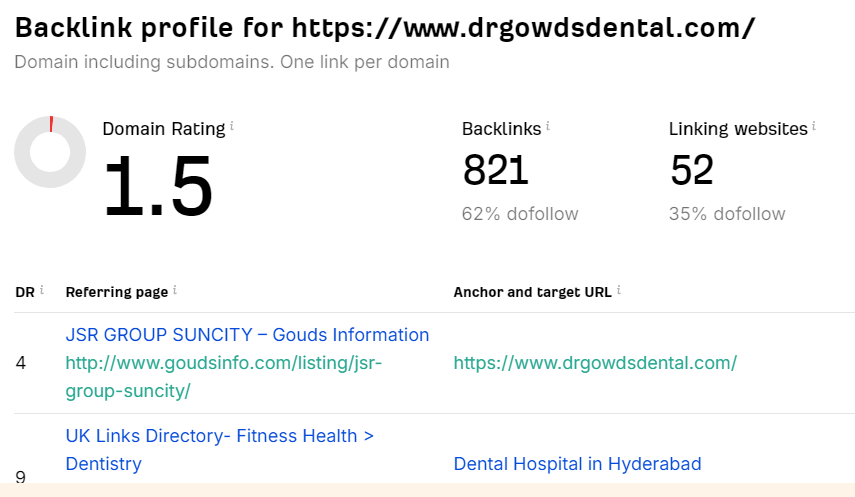 Backlink profile for https://www.drgowdsdental.com/
Domain including subdomains. One link per domain
Domain Rating i
1.5
Backlinks i
821
62% dofollow
Linking websites i
52
35% dofollow
DR i Referring page i Anchor and target URL i
JSR GROUP SUNCITY – Gouds Information
4 http://www.goudsinfo.com/listing/jsr- https://www.drgowdsdental.com/
group-suncity/
UK Links Directory- Fitness Health >
Dentistry Dental Hospital in Hyderabad
9